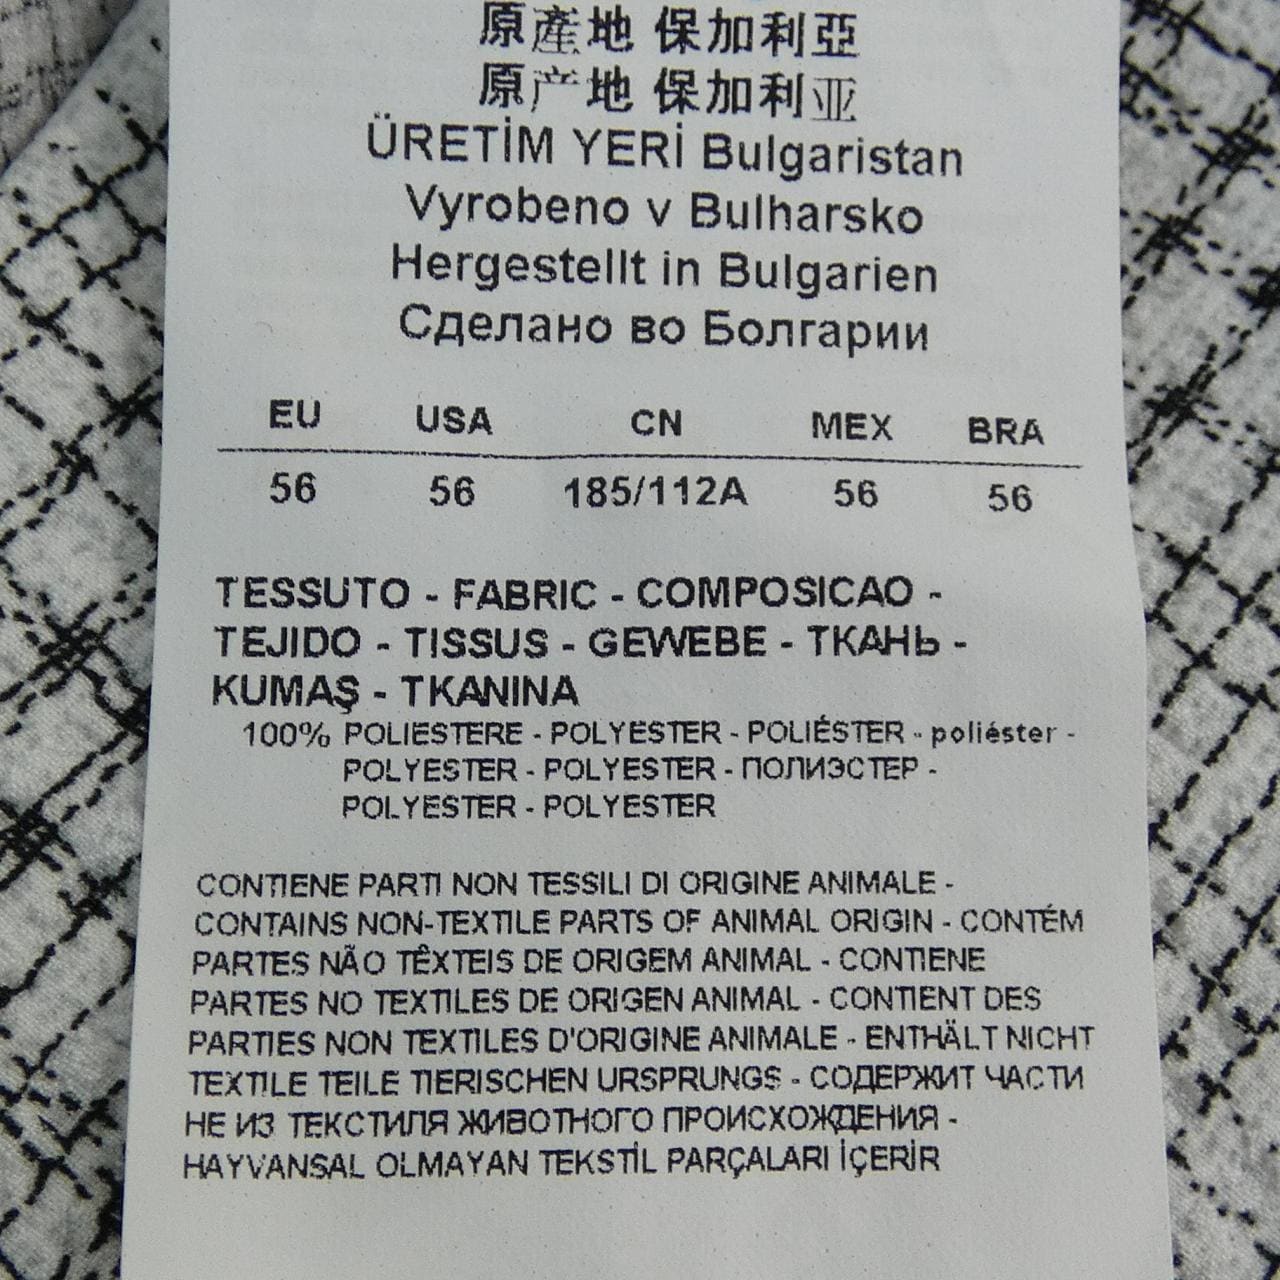 原產地 保加利亞
原产地 保加利亚
ÜRETİM YERİ Bulgaristan
Vyrobeno v Bulharsko
Hergestellt in Bulgarien
Сделано во Болгарии
EU USA CN MEX BRA
56 56 185/112A 56 56
TESSUTO - FABRIC - COMPOSICAO -
TEJIDO - TISSUS - GEWEBE - ТКАНЬ -
KUMAŞ - TKANINA
100% POLIESTERE - POLYESTER - POLIÉSTER - poliéster -
POLYESTER - POLYESTER - ПОЛИЭСТЕР -
POLYESTER - POLYESTER
CONTIENE PARTI NON TESSILI DI ORIGINE ANIMALE -
CONTAINS NON-TEXTILE PARTS OF ANIMAL ORIGIN - CONTÉM
PARTES NÃO TÊXTEIS DE ORIGEM ANIMAL - CONTIENE
PARTES NO TEXTILES DE ORIGEN ANIMAL - CONTIENT DES
PARTIES NON TEXTILES D'ORIGINE ANIMALE - ENTHÄLT NICHT
TEXTILE TEILE TIERISCHEN URSPRUNGS - СОДЕРЖИТ ЧАСТИ
НЕ ИЗ ТЕКСТИЛЯ ЖИВОТНОГО ПРОИСХОЖДЕНИЯ -
HAYVANSAL OLMAYAN TEKSTİL PARÇALARI İÇERİR